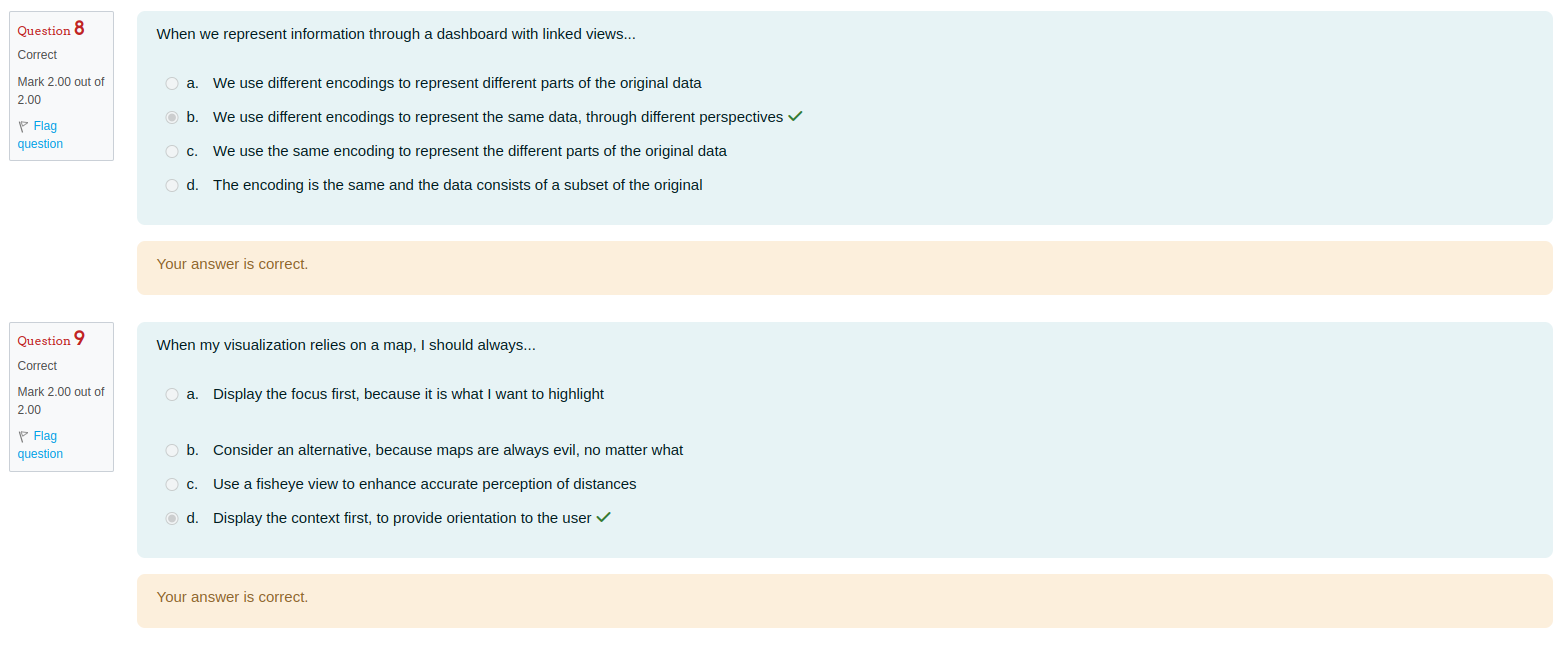 Question 8
Correct
Mark 2.00 out of
2.00
Flag
question
When we represent information through a dashboard with linked views...
a. We use different encodings to represent different parts of the original data
b. We use different encodings to represent the same data, through different perspectives
c. We use the same encoding to represent the different parts of the original data
d. The encoding is the same and the data consists of a subset of the original
Your answer is correct.
Question 9
Correct
Mark 2.00 out of
2.00
Flag
question
When my visualization relies on a map, I should always...
a. Display the focus first, because it is what I want to highlight
b. Consider an alternative, because maps are always evil, no matter what
c. Use a fisheye view to enhance accurate perception of distances
d. Display the context first, to provide orientation to the user
Your answer is correct.